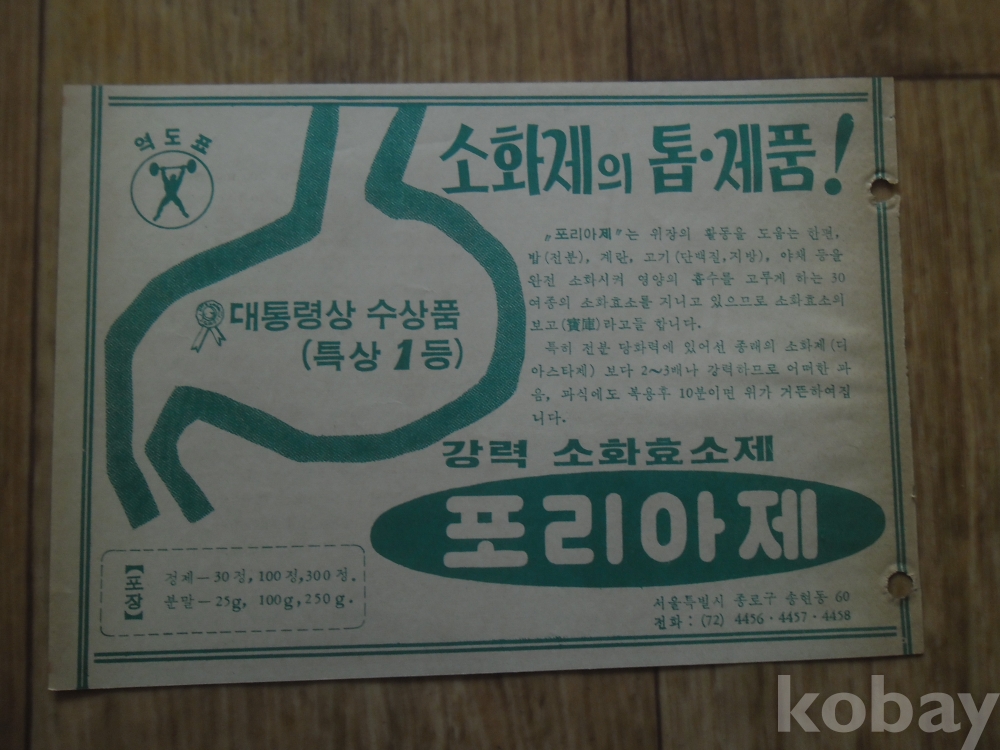 역도표
소화제의 톱·제품!
„포리아제"는 위장의 활동을 도움는 한편,
밥(전분), 계란, 고기(단백질,지방), 야채 등을
완전 소화시켜 영양의 흡수를 고루게 하는 30
여종의 소화효소를 지니고 있으므로 소화효소의
보고(寶庫)라고들 합니다.
특히 전분 당화력에 있어선 종래의 소화제(디
아스타제) 보다 2~3배나 강력하므로 어떠한 과
음, 과식에도 복용후 10분이면 위가 거든하여집
니다.
대통령상 수상품
(특상 1등)
강력 소화효소제
포리아제
【포장】
정제—30정, 100정, 300정.
분말—25g, 100g, 250g.
서울특별시 종로구 송현동 60
전화 : (72) 4456·4457·4458
kobay